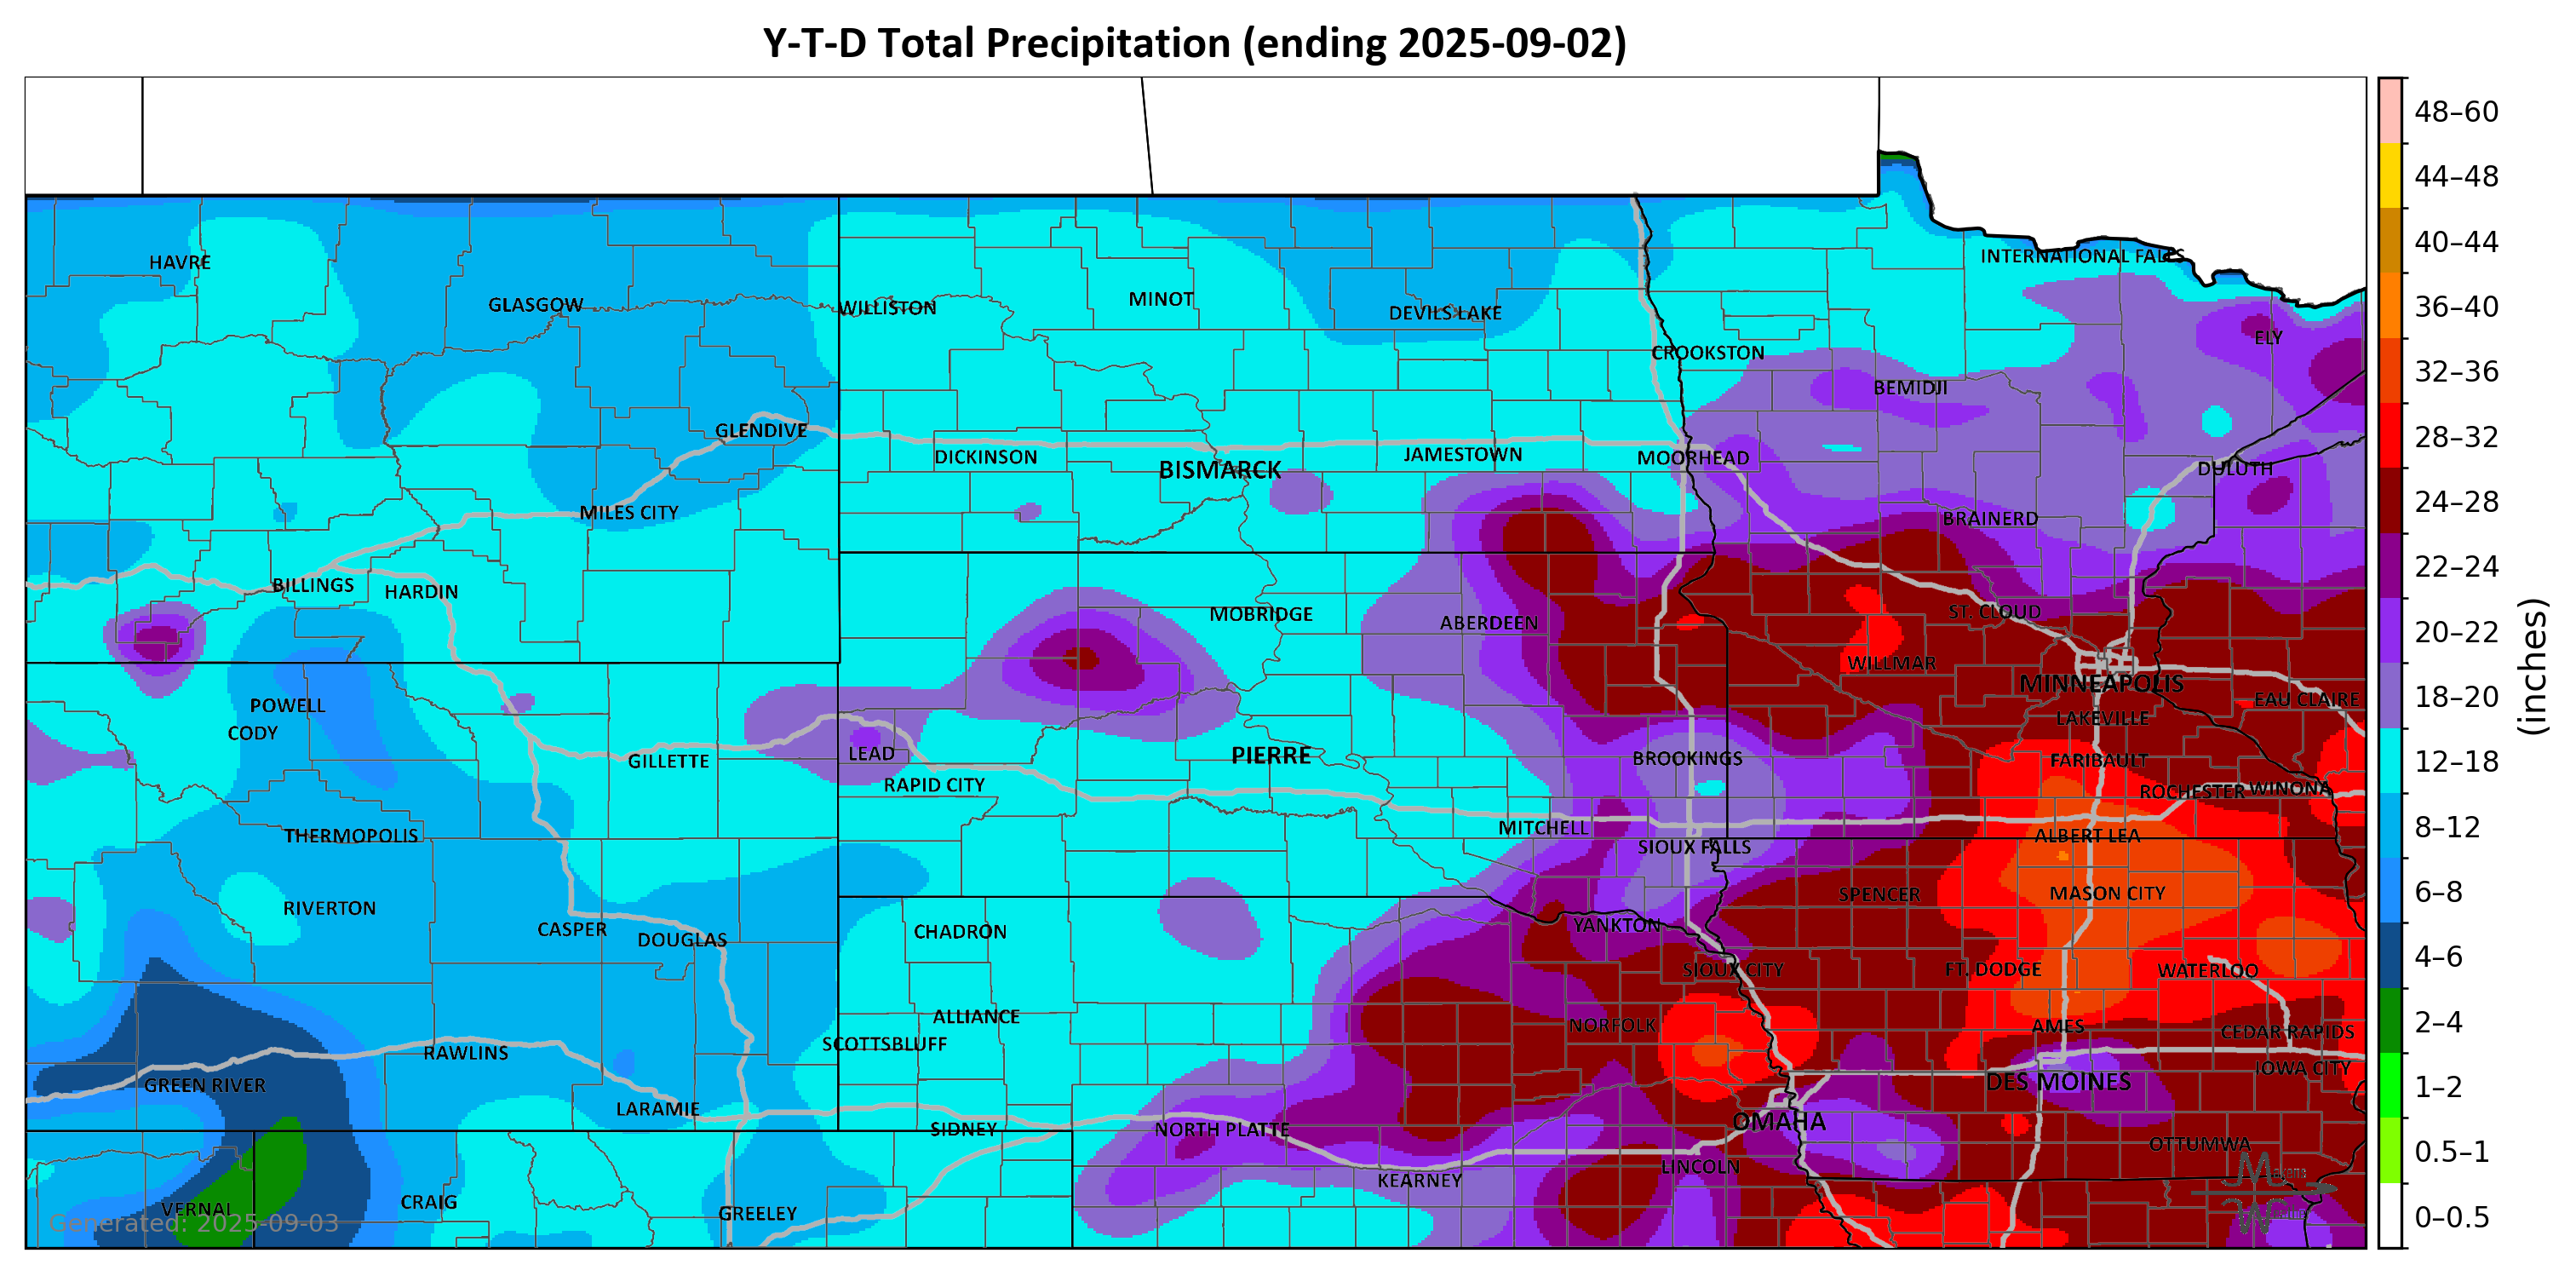 Y-T-D Total Precipitation (ending 2025-09-02)
48–60
44–48
40–44
36–40
32–36
28–32
24–28
22–24
20–22
18–20
12–18
8–12
6–8
4–6
2–4
1–2
0.5–1
0–0.5
(inches)
INTERNATIONAL FALLS
HAVRE
GLASGOW
WILLISTON
MINOT
DEVILS LAKE
ELY
CROOKSTON
BEMIDJI
GLENDIVE
DICKINSON
BISMARCK
JAMESTOWN
MOORHEAD
DULUTH
MILES CITY
BRAINERD
BILLINGS
HARDIN
MOBRIDGE
ABERDEEN
ST. CLOUD
WILLMAR
MINNEAPOLIS
EAU CLAIRE
POWELL
CODY
LAKEVILLE
GILLETTE
LEAD
PIERRE
BROOKINGS
FARIBAULT
RAPID CITY
ROCHESTER
WINONA
THERMOPOLIS
MITCHELL
ALBERT LEA
SIOUX FALLS
RIVERTON
SPENCER
MASON CITY
CASPER
DOUGLAS
CHADRON
YANKTON
SIOUX CITY
FT. DODGE
WATERLOO
ALLIANCE
NORFOLK
AMES
CEDAR RAPIDS
RAWLINS
SCOTTSBLUFF
IOWA CITY
GREEN RIVER
DES MOINES
LARAMIE
SIDNEY
NORTH PLATTE
OMAHA
OTTUMWA
LINCOLN
KEARNEY
VERNAL
CRAIG
GREELEY
Generated: 2025-09-03